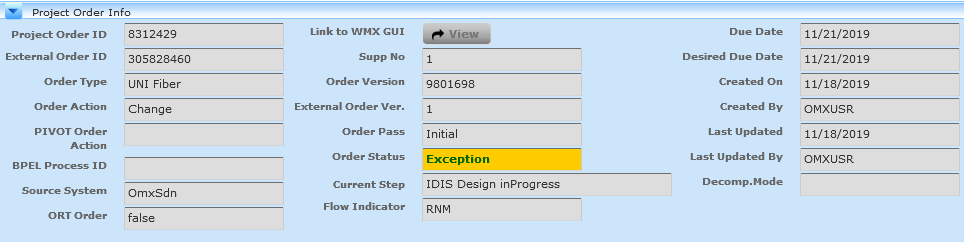 Project Order Info
Project Order ID 8312429 Link to WMX GUI View Due Date 11/21/2019
External Order ID 305828460 Supp No 1 Desired Due Date 11/21/2019
Order Type UNI Fiber Order Version 9801698 Created On 11/18/2019
Order Action Change External Order Ver. 1 Created By OMXUSR
PIVOT Order Action Order Pass Initial Last Updated 11/18/2019
BPEL Process ID Order Status Exception Last Updated By OMXUSR
Source System OmxSdn Current Step IDIS Design inProgress Decomp.Mode
ORT Order false Flow Indicator RNM